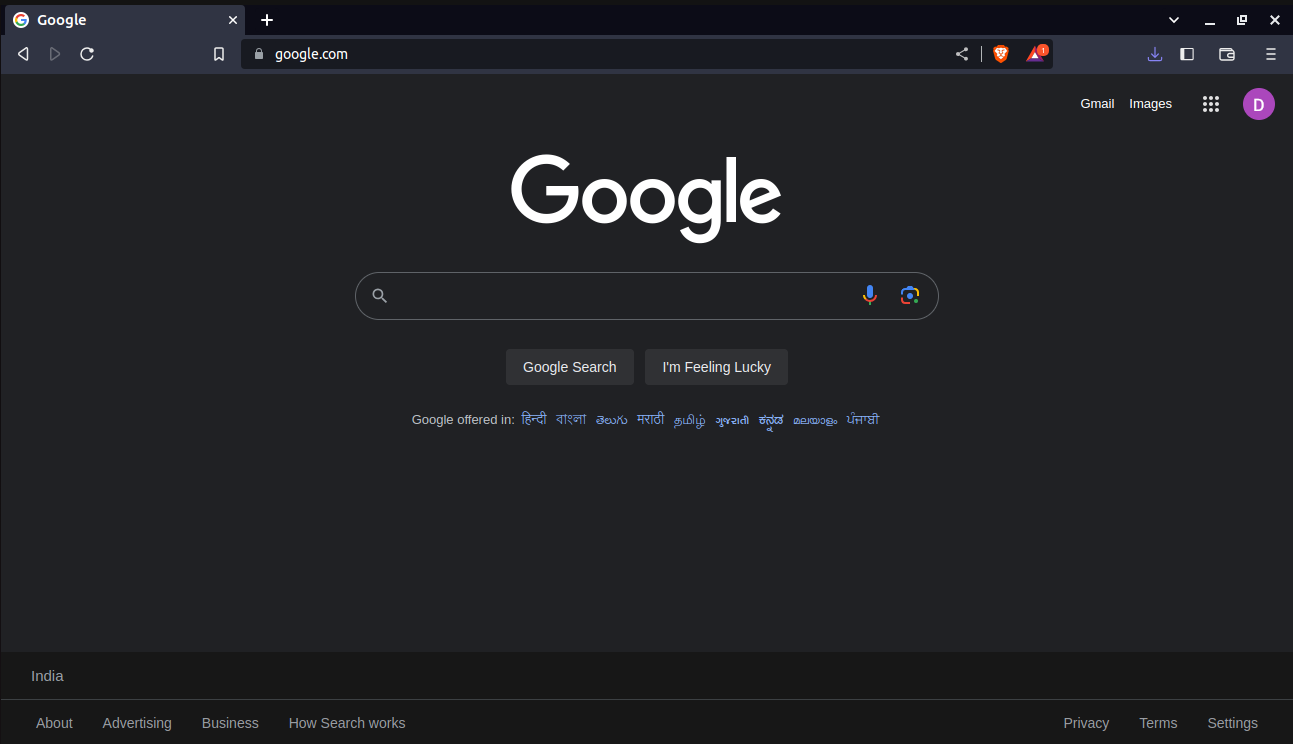 Google
google.com
1
Gmail Images
D
Google
Google Search I'm Feeling Lucky
Google offered in: हिन्दी বাংলা తెలుగు मराठी தமிழ் ગુજરાતી ಕನ್ನಡ മലയാളം ਪੰਜਾਬੀ
India
About Advertising Business How Search works Privacy Terms Settings